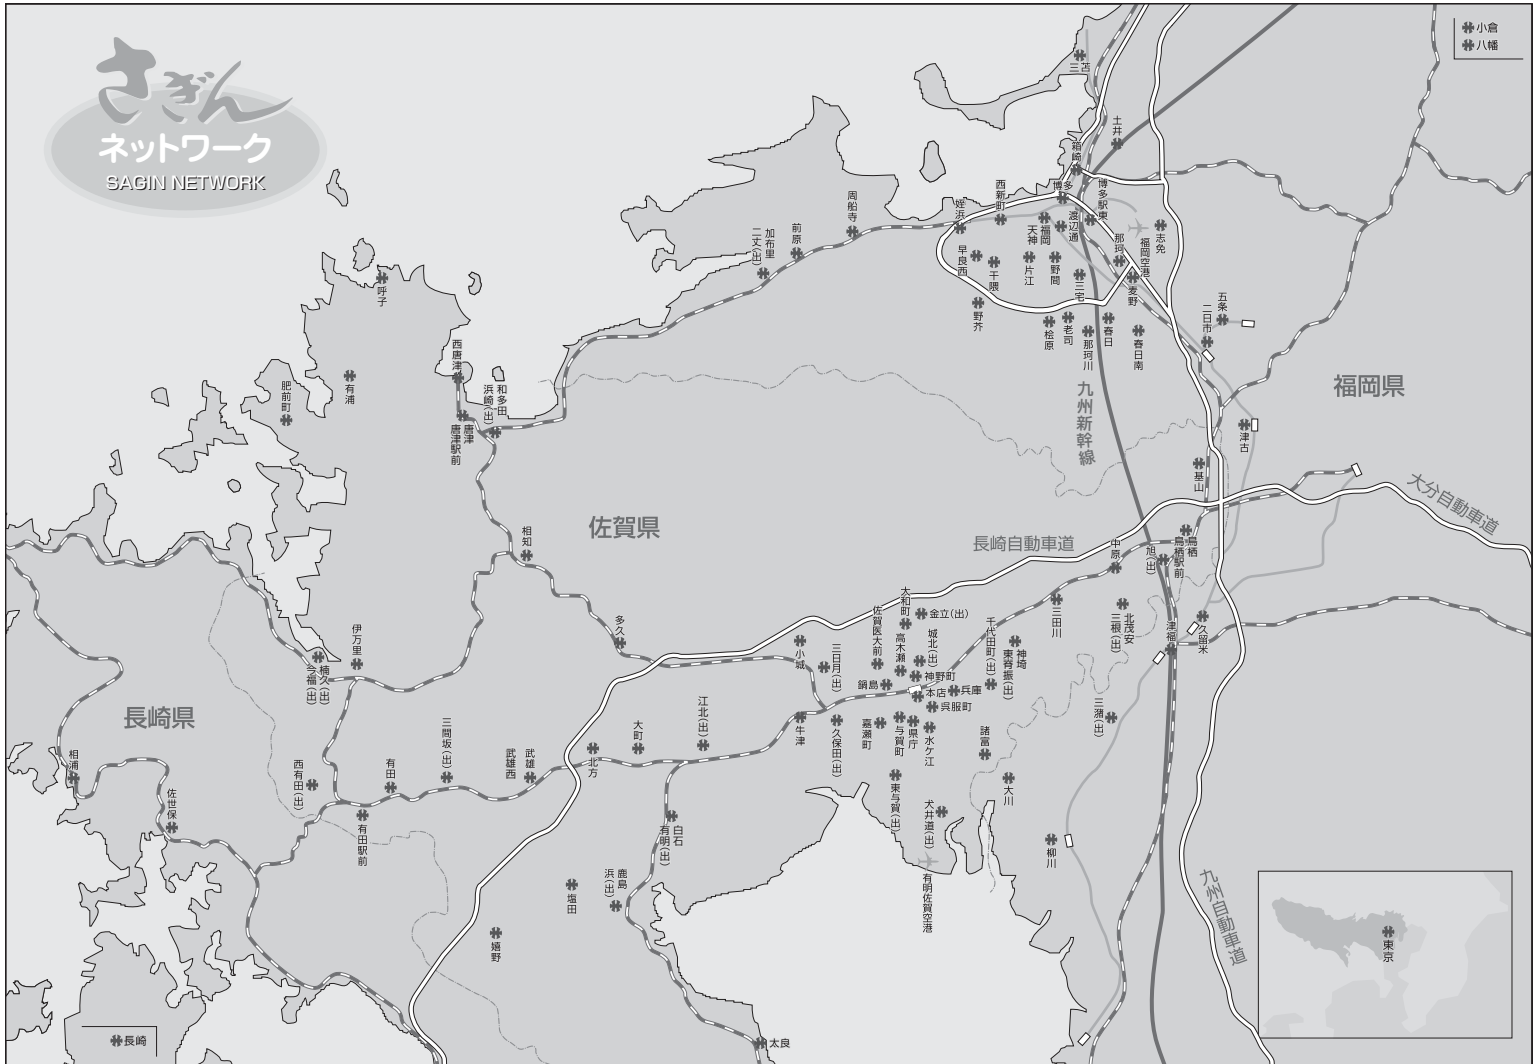 さぎん
ネットワーク
SAGIN NETWORK
小倉
八幡
三苫
土井
箱崎
博多
博多駅東
西新町
姪浜
周船寺
前原
加布里
二丈(出)
福岡
天神
渡辺通
志免
那珂
福岡空港
早良西
干隈
片江
野間
三宅
麦野
野芥
桧原
老司
那珂川
春日
春日南
五条
二日市
呼子
有浦
肥前町
西唐津
和多田
浜崎(出)
唐津
唐津駅前
九州新幹線
福岡県
津古
基山
大分自動車道
佐賀県
長崎自動車道
相知
中原
旭(出)
鳥栖
鳥栖駅前
多久
伊万里
楠久(出)
今福(出)
大和町
金立(出)
佐賀医大前
高木瀬
城北(出)
千代田町(出)
神埼
東脊振(出)
三田川
北茂安
三根(出)
津福
久留米
小城
三日月(出)
鍋島
神野町
本店
兵庫
呉服町
三潴(出)
長崎県
相浦
佐世保
西有田(出)
有田
有田駅前
三間坂(出)
武雄
武雄西
北方
大町
江北(出)
牛津
久保田(出)
嘉瀬町
与賀町
県庁
水ケ江
諸富
大川
東与賀(出)
犬井道(出)
有明佐賀空港
柳川
白石
有明(出)
鹿島
浜(出)
塩田
嬉野
太良
長崎
九州自動車道
東京